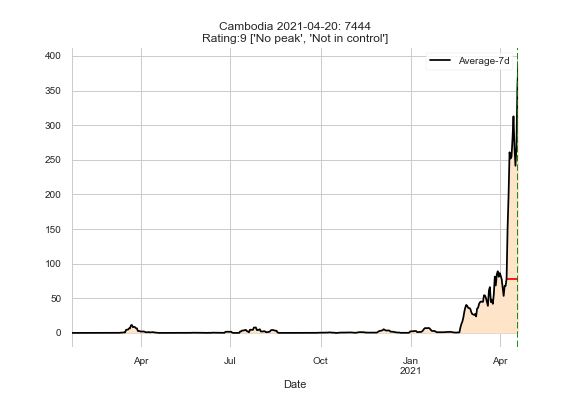 Cambodia 2021-04-20: 7444
Rating:9 ['No peak', 'Not in control']
Average-7d
400
350
300
250
200
150
100
50
0
Apr Jul Oct Jan Apr
2021
Date